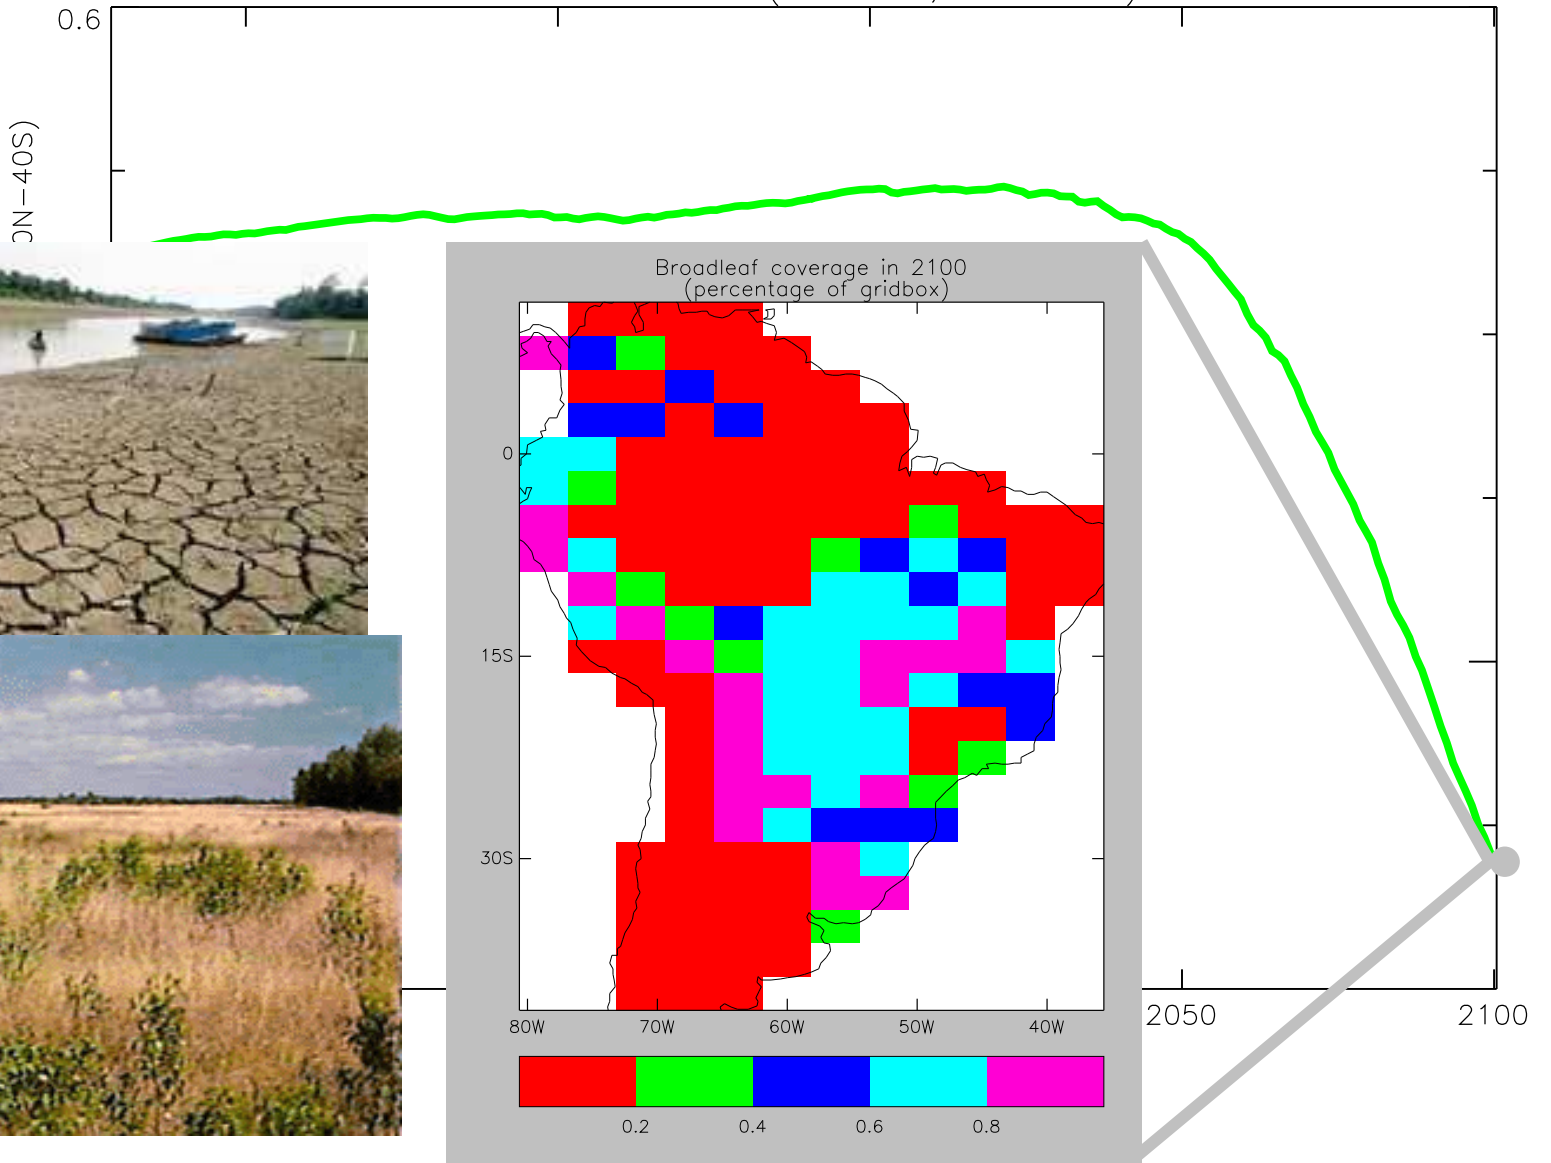 0.6
0N-40S)
Broadleaf coverage in 2100
(percentage of gridbox)
0
15S
30S
80W 70W 60W 50W 40W
2050 2100
0.2 0.4 0.6 0.8